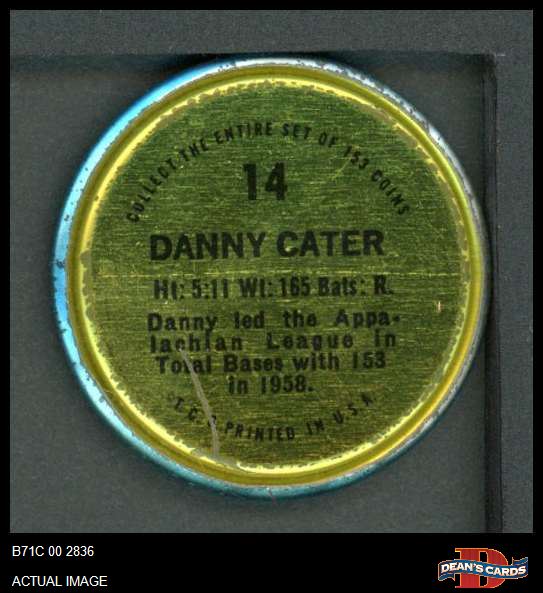 COLLECT THE ENTIRE SET OF 153 COINS
14
DANNY CATER
Ht: 5:11 Wt: 165 Bats: R.
Danny led the Appa-
lachian League in
Total Bases with 153
in 1958.
T.C.G PRINTED IN U.S.A.
B71C 00 2836
ACTUAL IMAGE
D
DEAN'S CARDS